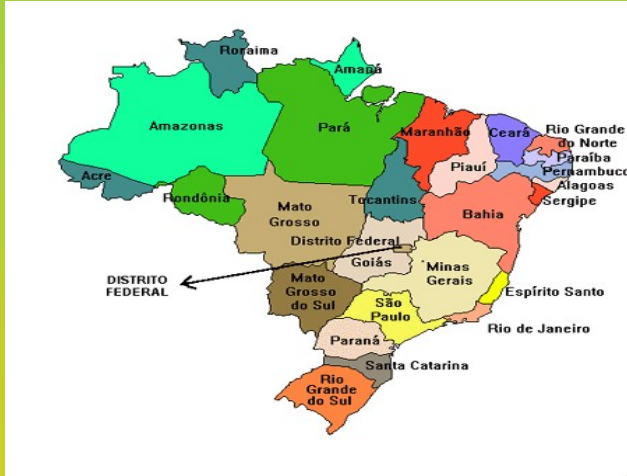 Roraima
Amapá
Amazonas
Pará
Maranhão
Ceará
Rio Grande
do Norte
Paraíba
Pernambuco
Alagoas
Sergipe
Piauí
Acre
Rondônia
Mato
Grosso
Tocantins
Bahia
Distrito Federal
Goiás
DISTRITO
FEDERAL
Minas
Gerais
Mato
Grosso
do Sul
Espírito Santo
São
Paulo
Rio de Janeiro
Paraná
Santa Catarina
Rio
Grande
do Sul